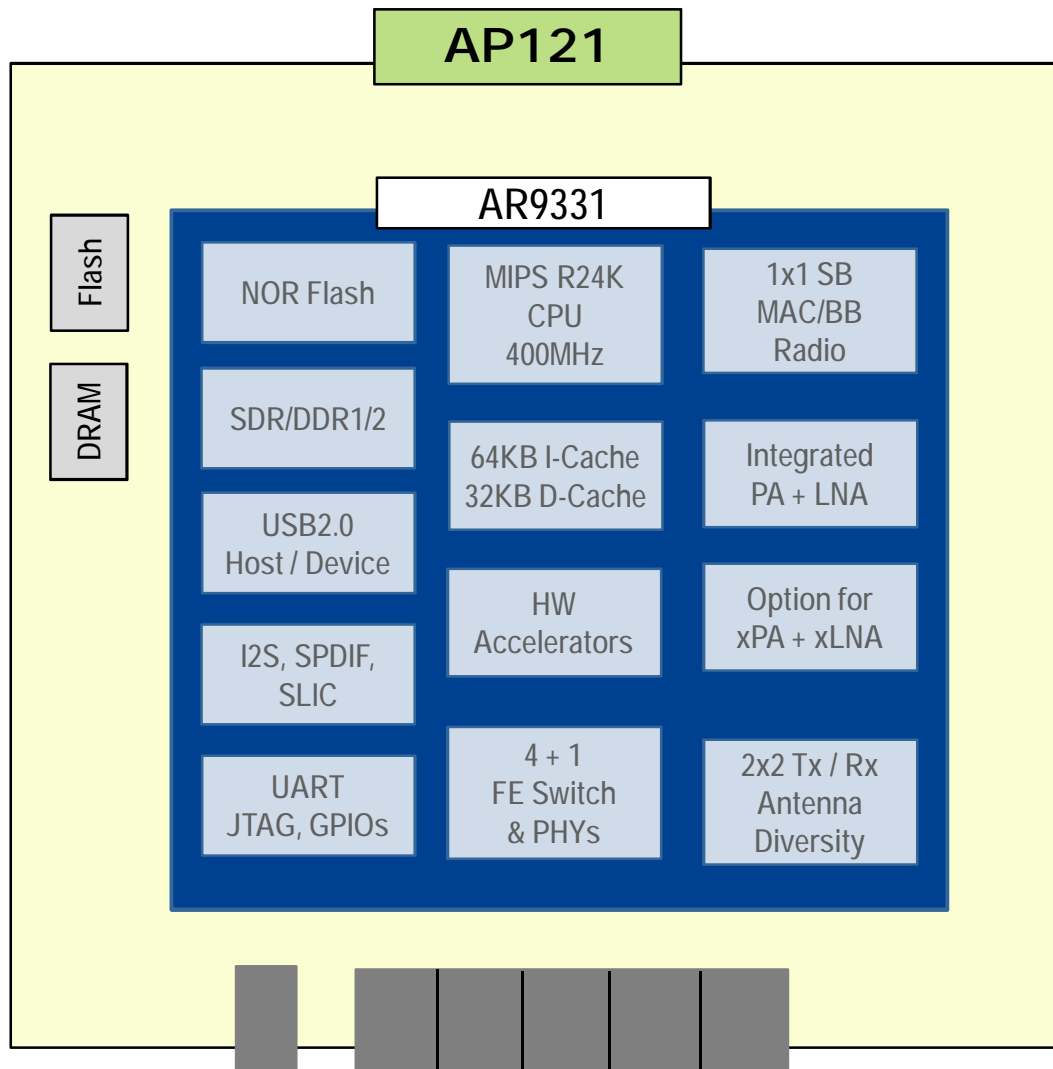 AP121
AR9331
Flash
DRAM
NOR Flash
SDR/DDR1/2
USB2.0
Host / Device
I2S, SPDIF,
SLIC
UART
JTAG, GPIOs
MIPS R24K
CPU
400MHz
64KB I-Cache
32KB D-Cache
HW
Accelerators
4 + 1
FE Switch
& PHYs
1x1 SB
MAC/BB
Radio
Integrated
PA + LNA
Option for
xPA + xLNA
2x2 Tx / Rx
Antenna
Diversity